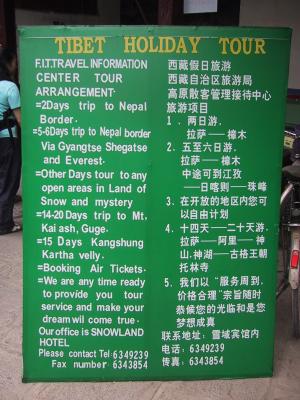 TIBET HOLIDAY TOUR
F.I.T.TRAVEL INFORMATION
CENTER TOUR
ARRANGEMENT:
=2Days trip to Nepal
Border.
=5-6Days trip to Nepal border
Via Gyangtse Shegatse
and Everest.
=Other Days tour to any
open areas in Land of
Snow and mystery
=14-20Days trip to Mt.
Kai ash, Guge.
=15 Days Kangshung
Kartha velly.
=Booking Air Tickets.
=We are any time ready
to provide you tour
service and make your
dream will come true.
Our office is SNOWLAND
HOTEL
Please contact Tel:6349239
Fax number 6343854
西藏假日旅游
西藏自治区旅游局
高原散客管理接待中心
旅游项目
1．两日游．
拉萨——樟木
2．五至六日游．
拉萨——樟木
中途可到江孜
——日喀则——珠峰
3．在开放的地区内您可
以自由计划
4．十四天——二十天游．
拉萨——阿里——神
山．神湖——古格王朝
托林寺
5．我们以“服务周到．
价格合理”宗旨随时
恭候您的光临和是您
梦想成真
联系地址：雪域宾馆内
电话：6349239
传真：6343854